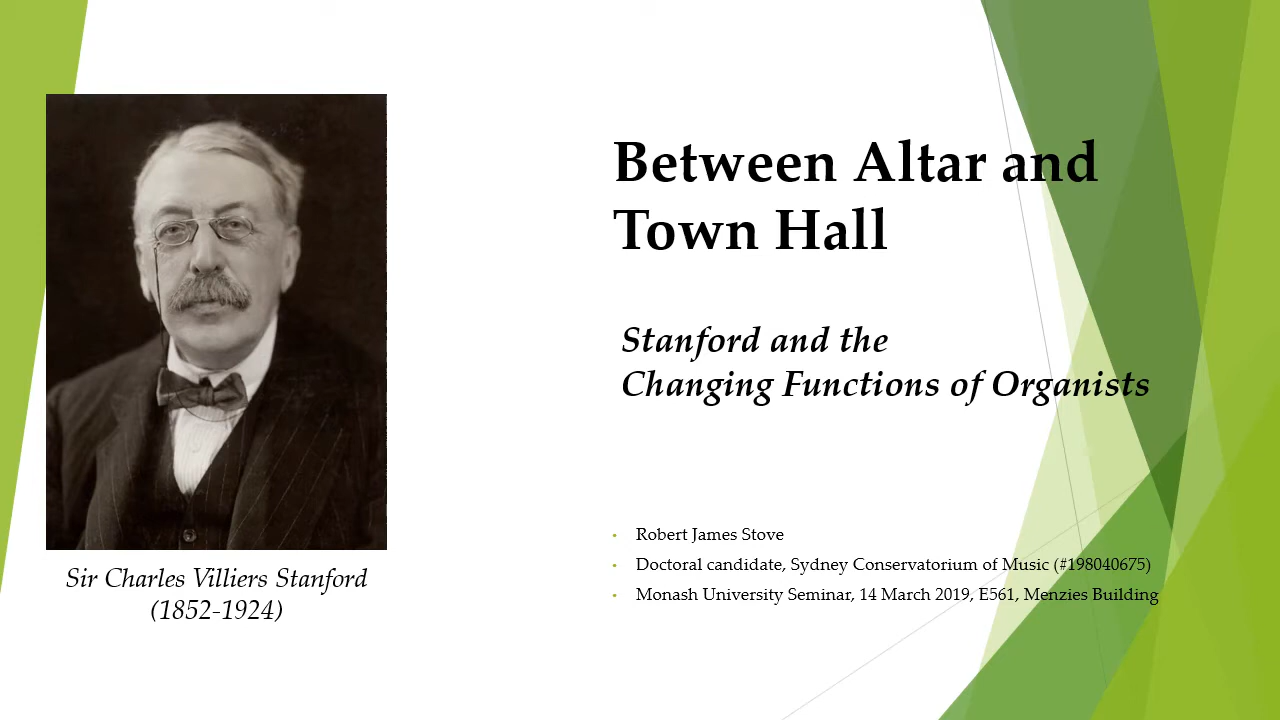 Between Altar and
Town Hall
Stanford and the
Changing Functions of Organists
• Robert James Stove
• Doctoral candidate, Sydney Conservatorium of Music (#198040675)
• Monash University Seminar, 14 March 2019, E561, Menzies Building
Sir Charles Villiers Stanford
(1852-1924)